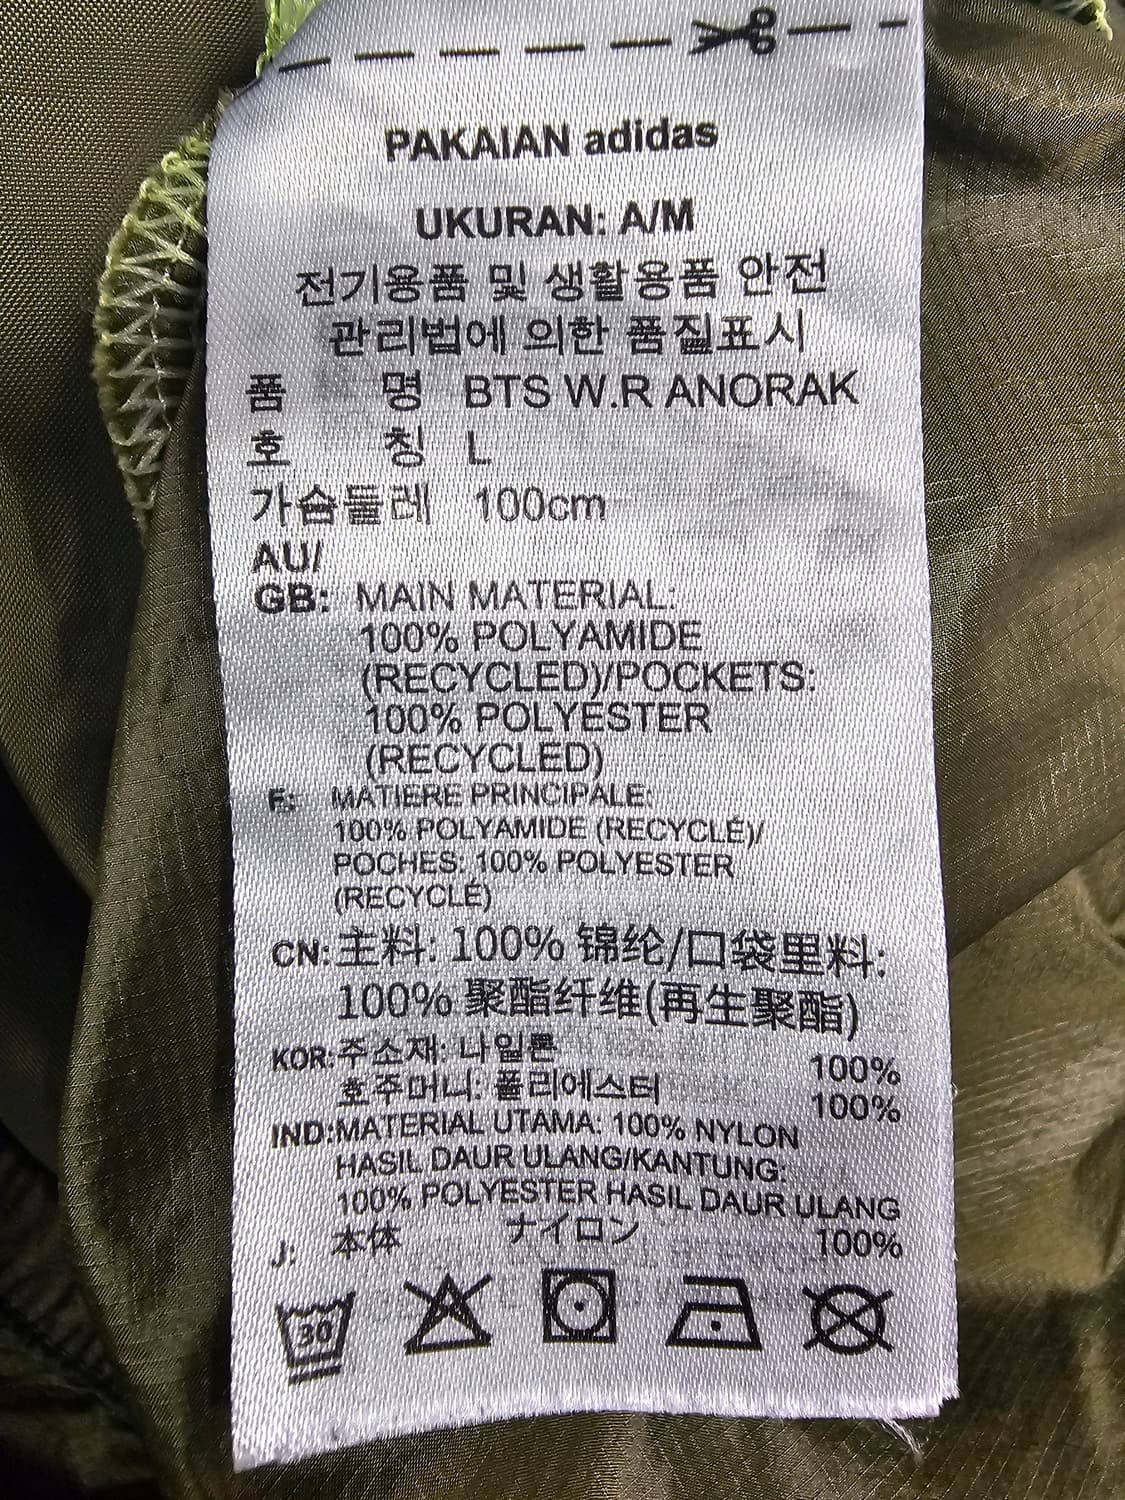 PAKAIAN adidas
UKURAN: A/M
전기용품 및 생활용품 안전
관리법에 의한 품질표시
품 명 BTS W.R ANORAK
호 칭 L
가슴둘레 100cm
AU/
GB: MAIN MATERIAL:
100% POLYAMIDE
(RECYCLED)/POCKETS:
100% POLYESTER
(RECYCLED)
F: MATIERE PRINCIPALE:
100% POLYAMIDE (RECYCLÉ)/
POCHES: 100% POLYESTER
(RECYCLÉ)
CN: 主料: 100% 锦纶/口袋里料:
100% 聚酯纤维(再生聚酯)
KOR: 주소재: 나일론 100%
호주머니: 폴리에스터 100%
IND: MATERIAL UTAMA: 100% NYLON
HASIL DAUR ULANG/KANTUNG:
100% POLYESTER HASIL DAUR ULANG
J: 本体 ナイロン 100%
30